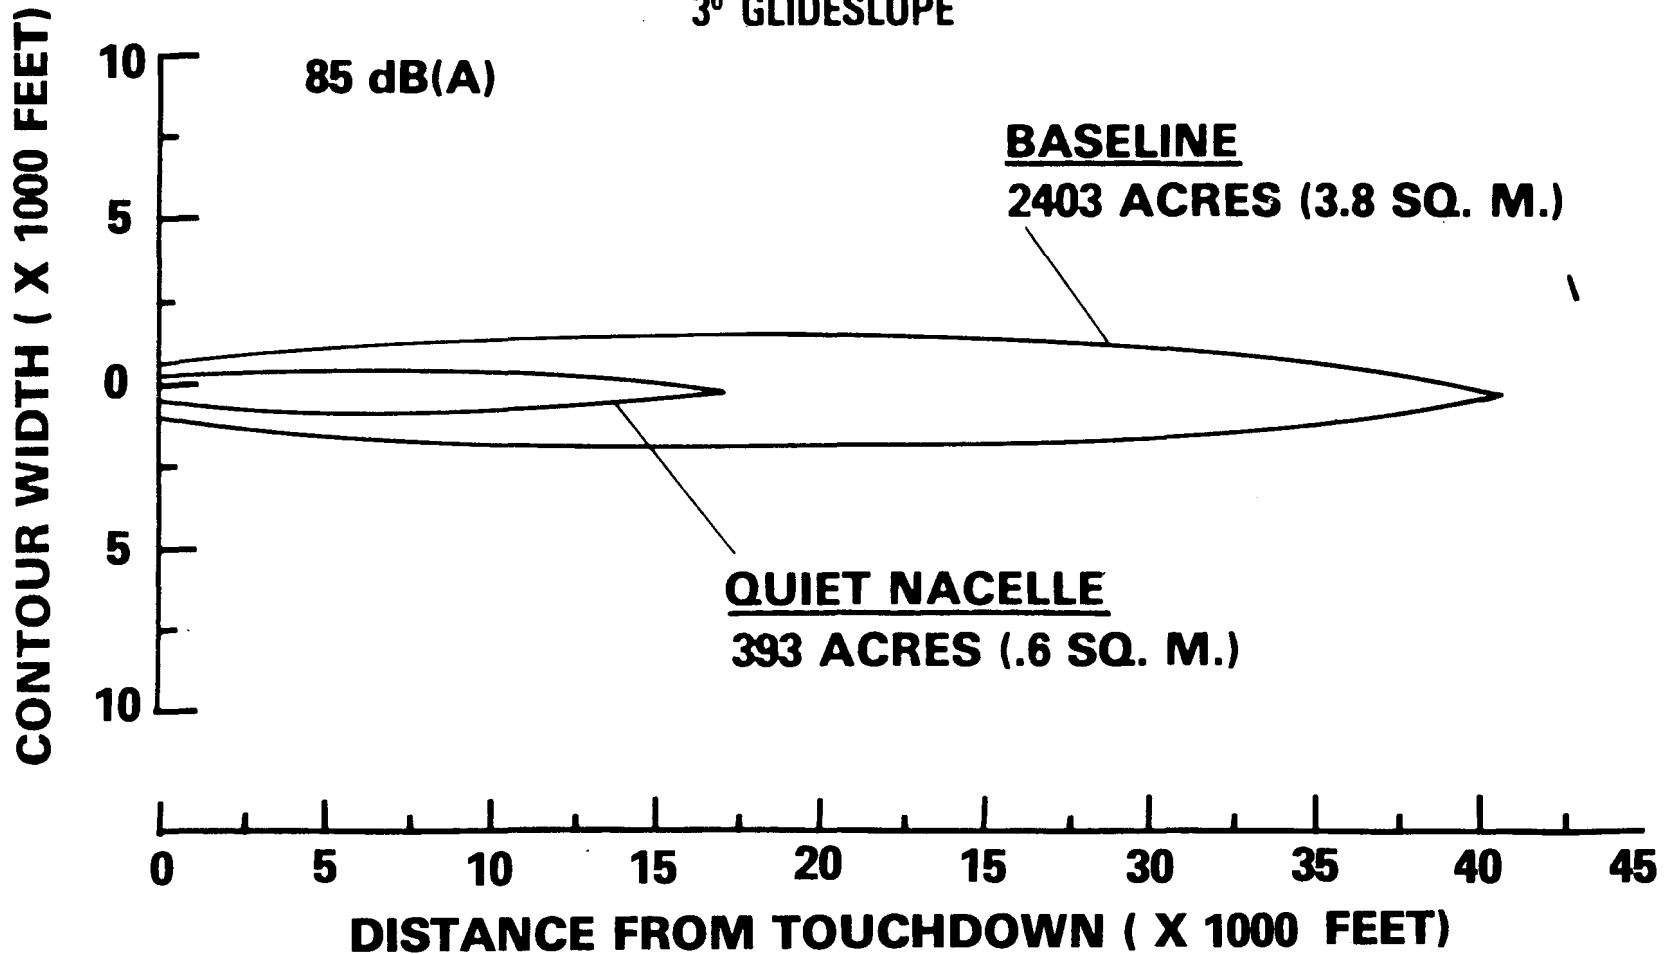 3º GLIDESLOPE
85 dB(A)
BASELINE
2403 ACRES (3.8 SQ. M.)
QUIET NACELLE
393 ACRES (.6 SQ. M.)
CONTOUR WIDTH ( X 1000 FEET)
10
5
0
5
10
0 5 10 15 20 15 30 35 40 45
DISTANCE FROM TOUCHDOWN ( X 1000 FEET)